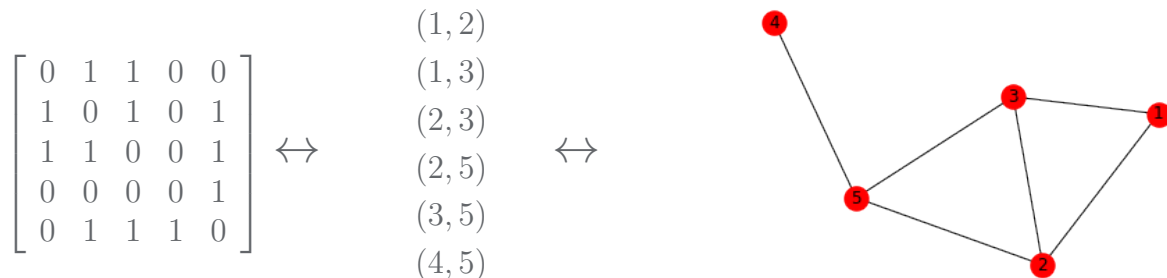 0 1 1 0 0
1 0 1 0 1
1 1 0 0 1
0 0 0 0 1
0 1 1 1 0
↔
(1, 2)
(1, 3)
(2, 3)
(2, 5)
(3, 5)
(4, 5)
↔
4
3
1
5
2